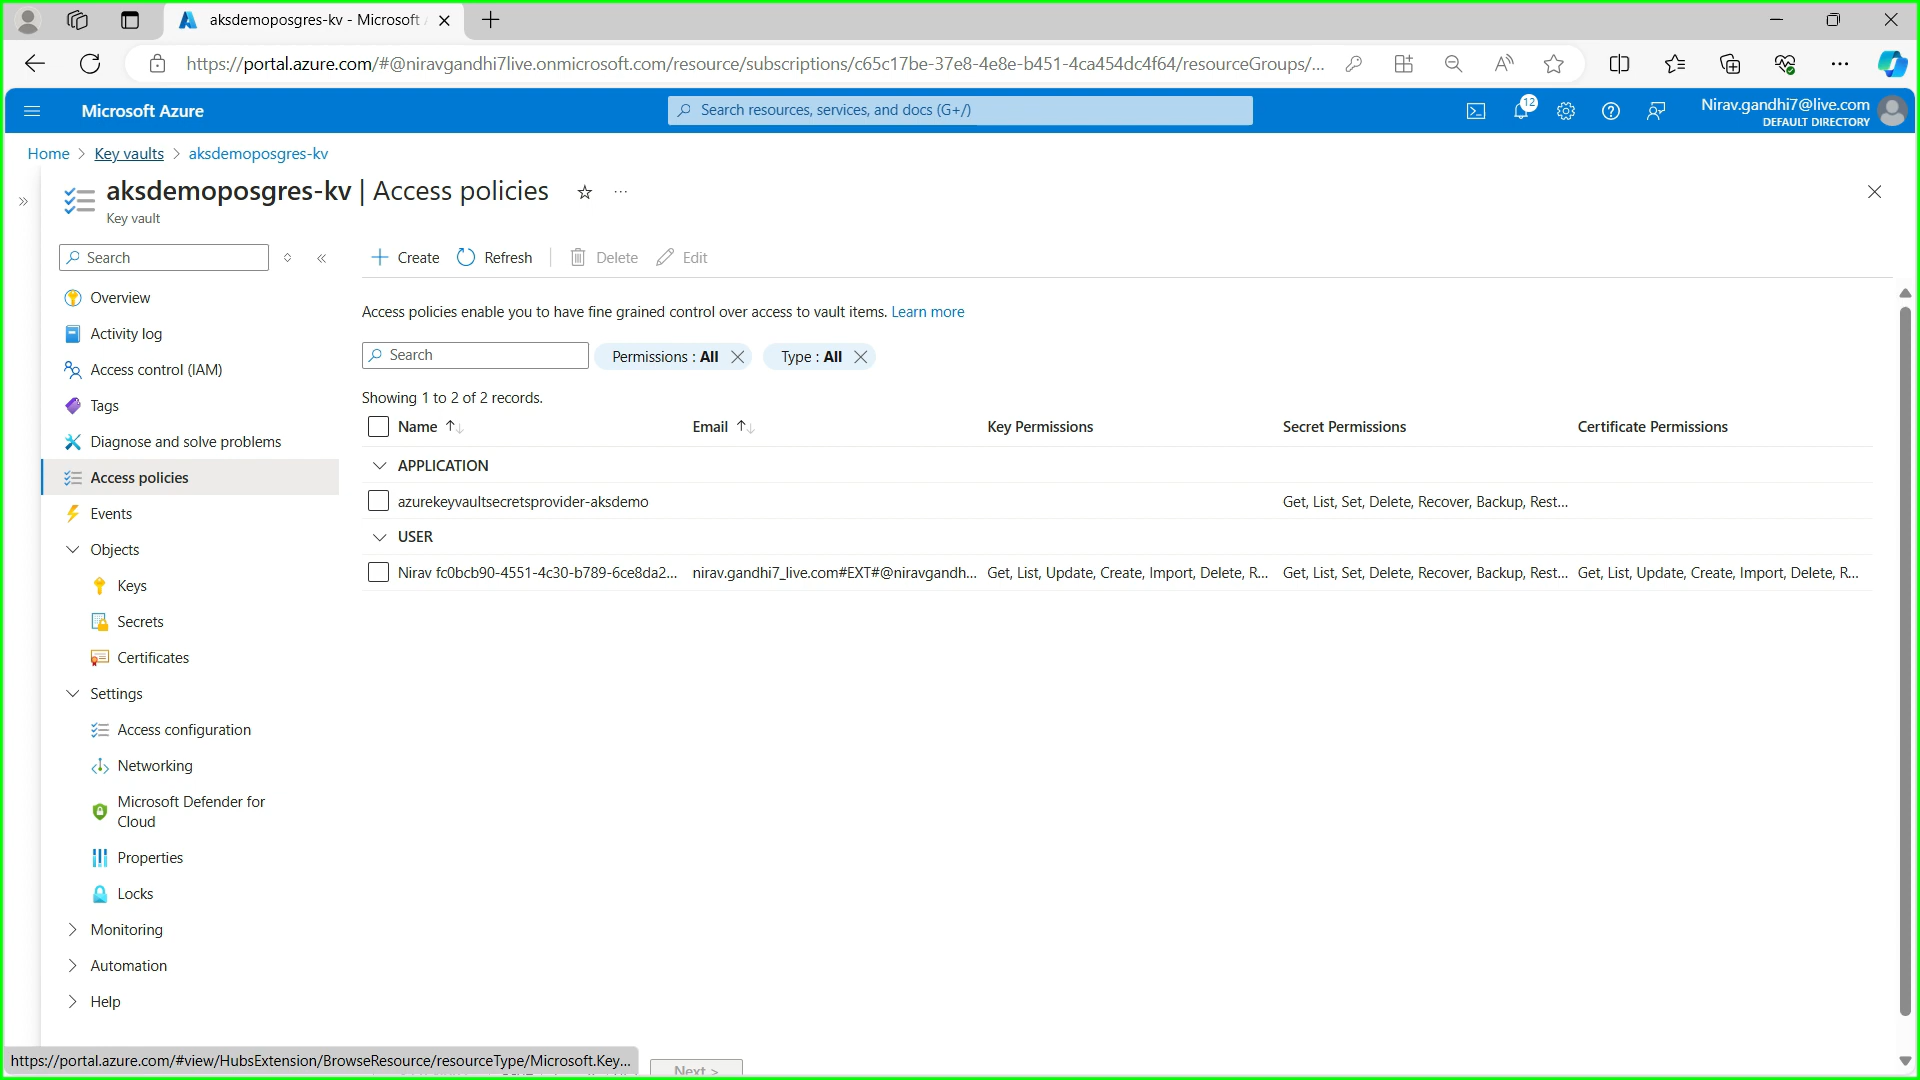 aksdemoposgres-kv - Microsoft
https://portal.azure.com/#@niravgandhi7live.onmicrosoft.com/resource/subscriptions/c65c17be-37e8-4e8e-b451-4ca454dc4f64/resourceGroups/...
Microsoft Azure
Search resources, services, and docs (G+/)
12
Nirav.gandhi7@live.com
DEFAULT DIRECTORY
Home > Key vaults > aksdemoposgres-kv
aksdemoposgres-kv | Access policies
Key vault
Search
Overview
Activity log
Access control (IAM)
Tags
Diagnose and solve problems
Access policies
Events
Objects
Keys
Secrets
Certificates
Settings
Access configuration
Networking
Microsoft Defender for
Cloud
Properties
Locks
Monitoring
Automation
Help
Create Refresh Delete Edit
Access policies enable you to have fine grained control over access to vault items. Learn more
Search Permissions : All Type : All
Showing 1 to 2 of 2 records.
Name Email Key Permissions Secret Permissions Certificate Permissions
APPLICATION
azurekeyvaultsecretsprovider-aksdemo Get, List, Set, Delete, Recover, Backup, Rest...
USER
Nirav fc0bcb90-4551-4c30-b789-6ce8da2... nirav.gandhi7_live.com#EXT#@niravgandh... Get, List, Update, Create, Import, Delete, R... Get, List, Set, Delete, Recover, Backup, Rest... Get, List, Update, Create, Import, Delete, R...
https://portal.azure.com/#view/HubsExtension/BrowseResource/resourceType/Microsoft.Key...
Next >